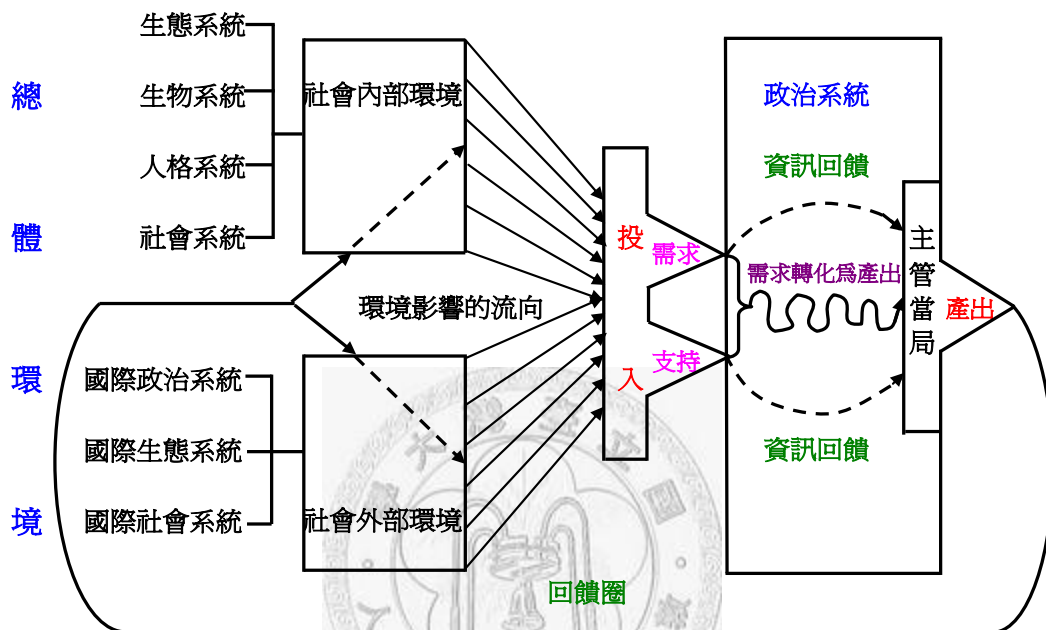 總
體
環
境
生態系統
生物系統
人格系統
社會系統
社會內部環境
環境影響的流向
國際政治系統
國際生態系統
國際社會系統
社會外部環境
投
入
需求
支持
政治系統
資訊回饋
需求轉化爲產出
資訊回饋
主
管
當
局
產出
回饋圈